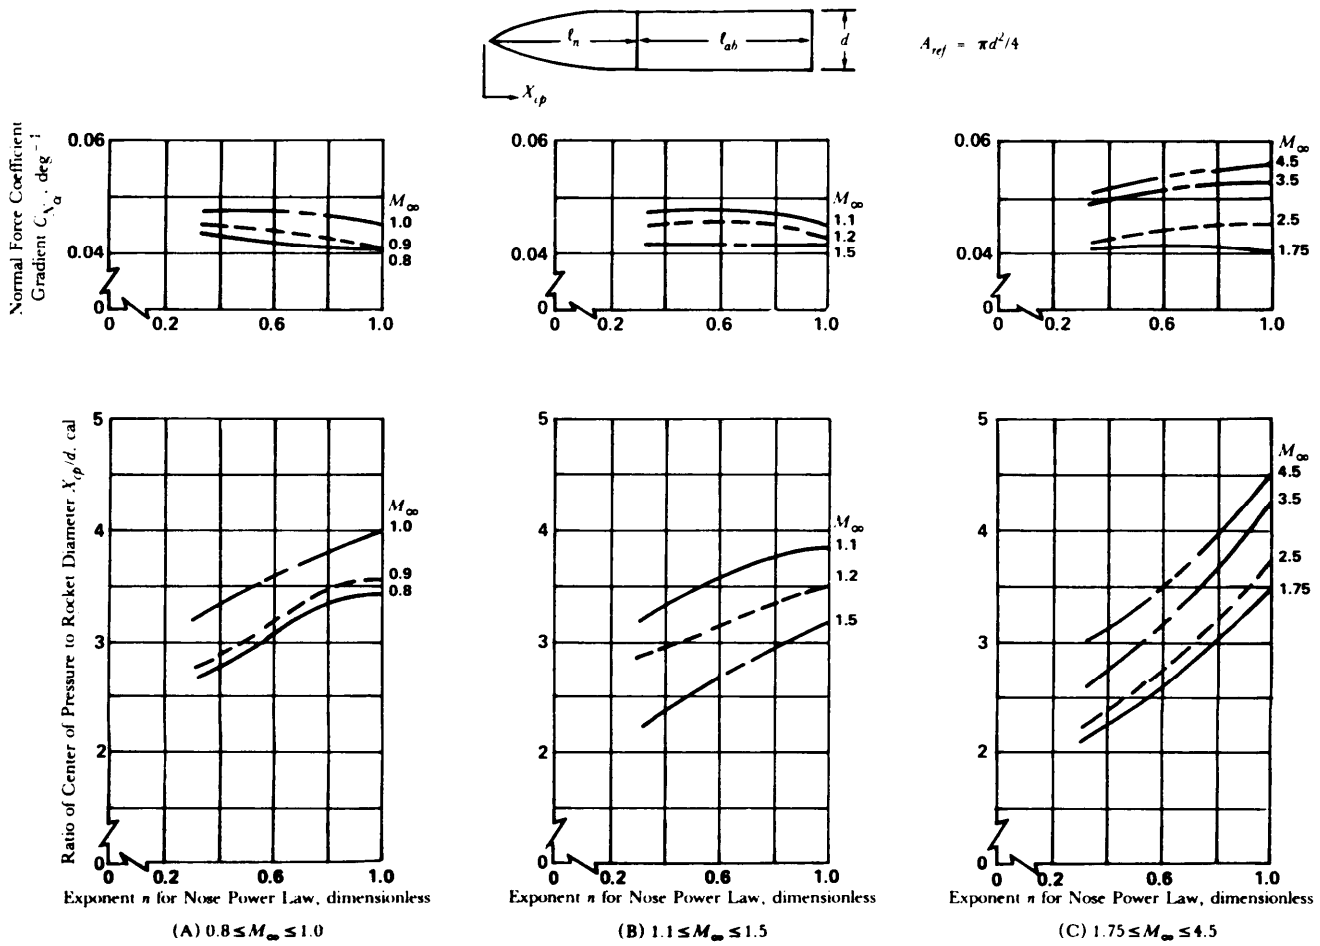 ℓn
ℓab
d
A_ref = πd²/4
X_cp
Normal Force Coefficient
Gradient C_Nα, deg⁻¹
0.06
0.04
0
0 0.2 0.6 1.0
M∞
1.0
0.9
0.8
0.06
0.04
0
0 0.2 0.6 1.0
M∞
1.1
1.2
1.5
0.06
0.04
0
0 0.2 0.6 1.0
M∞
4.5
3.5
2.5
1.75
Ratio of Center of Pressure to Rocket Diameter X_cp/d. cal
5
4
3
2
0
0 0.2 0.6 1.0
M∞
1.0
0.9
0.8
Exponent n for Nose Power Law, dimensionless
(A) 0.8 ≤ M∞ ≤ 1.0
5
4
3
2
0
0 0.2 0.6 1.0
M∞
1.1
1.2
1.5
Exponent n for Nose Power Law, dimensionless
(B) 1.1 ≤ M∞ ≤ 1.5
5
4
3
2
0
0 0.2 0.6 1.0
M∞
4.5
3.5
2.5
1.75
Exponent n for Nose Power Law, dimensionless
(C) 1.75 ≤ M∞ ≤ 4.5